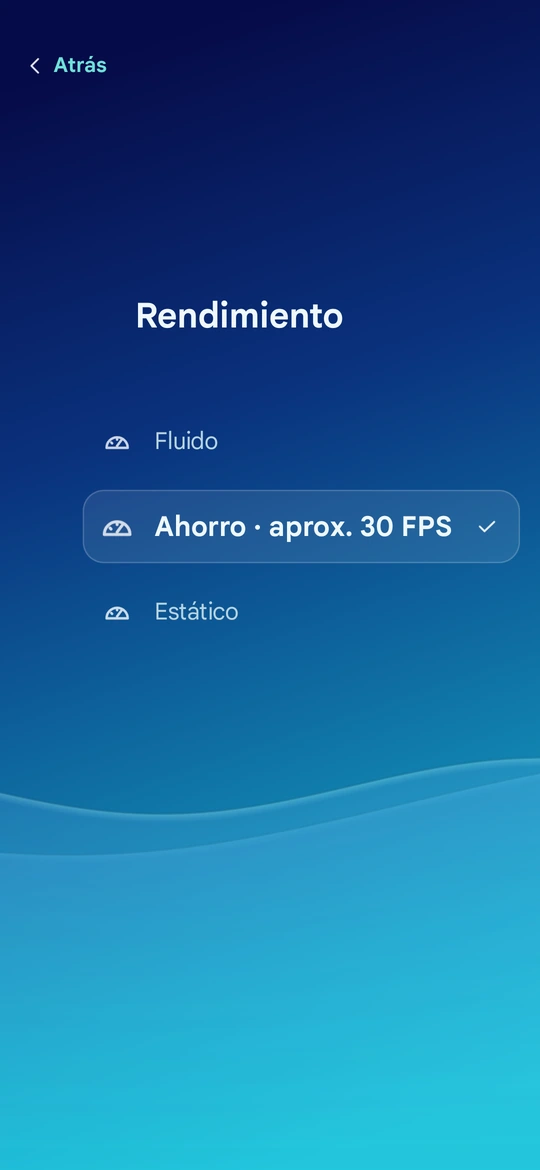 Atrás
Rendimiento
Fluido
Ahorro · aprox. 30 FPS
Estático